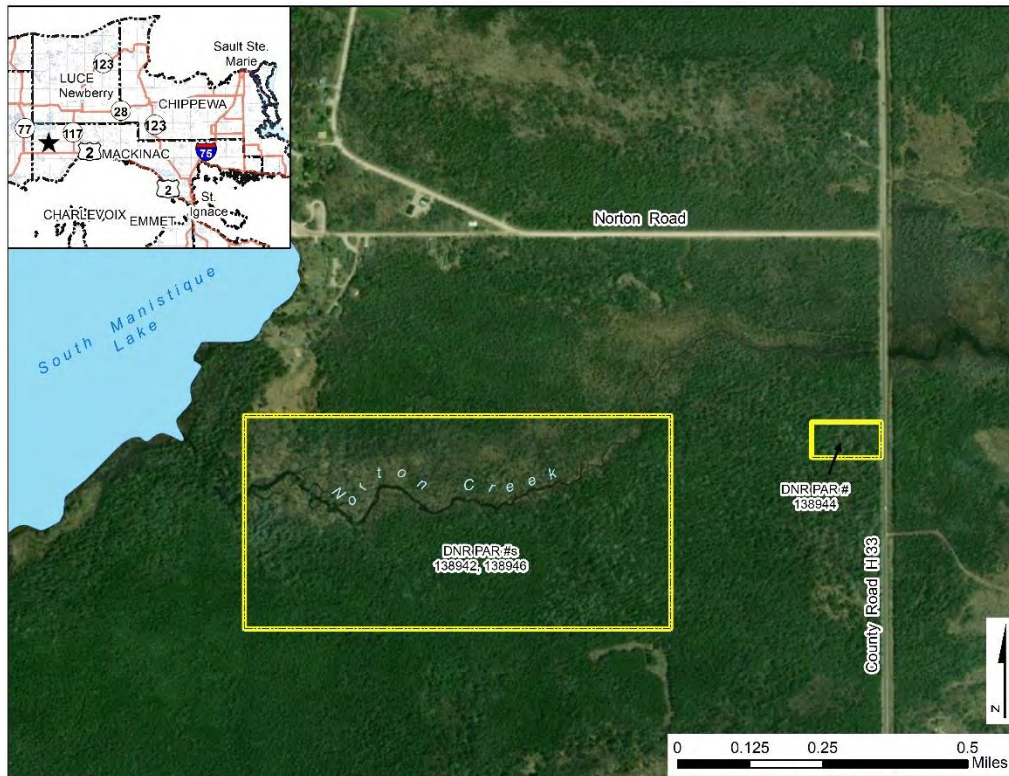 123
Sault Ste.
Marie
LUCE
Newberry
CHIPPEWA
28
123
77
117
2
MACKINAC
75
2
St.
Ignace
CHARLEVOIX
EMMET
Norton Road
South Manistique
Lake
Norton Creek
DNR PAR #
138944
DNR PAR #s
138942, 138946
County Road H33
N
0 0.125 0.25 0.5
Miles